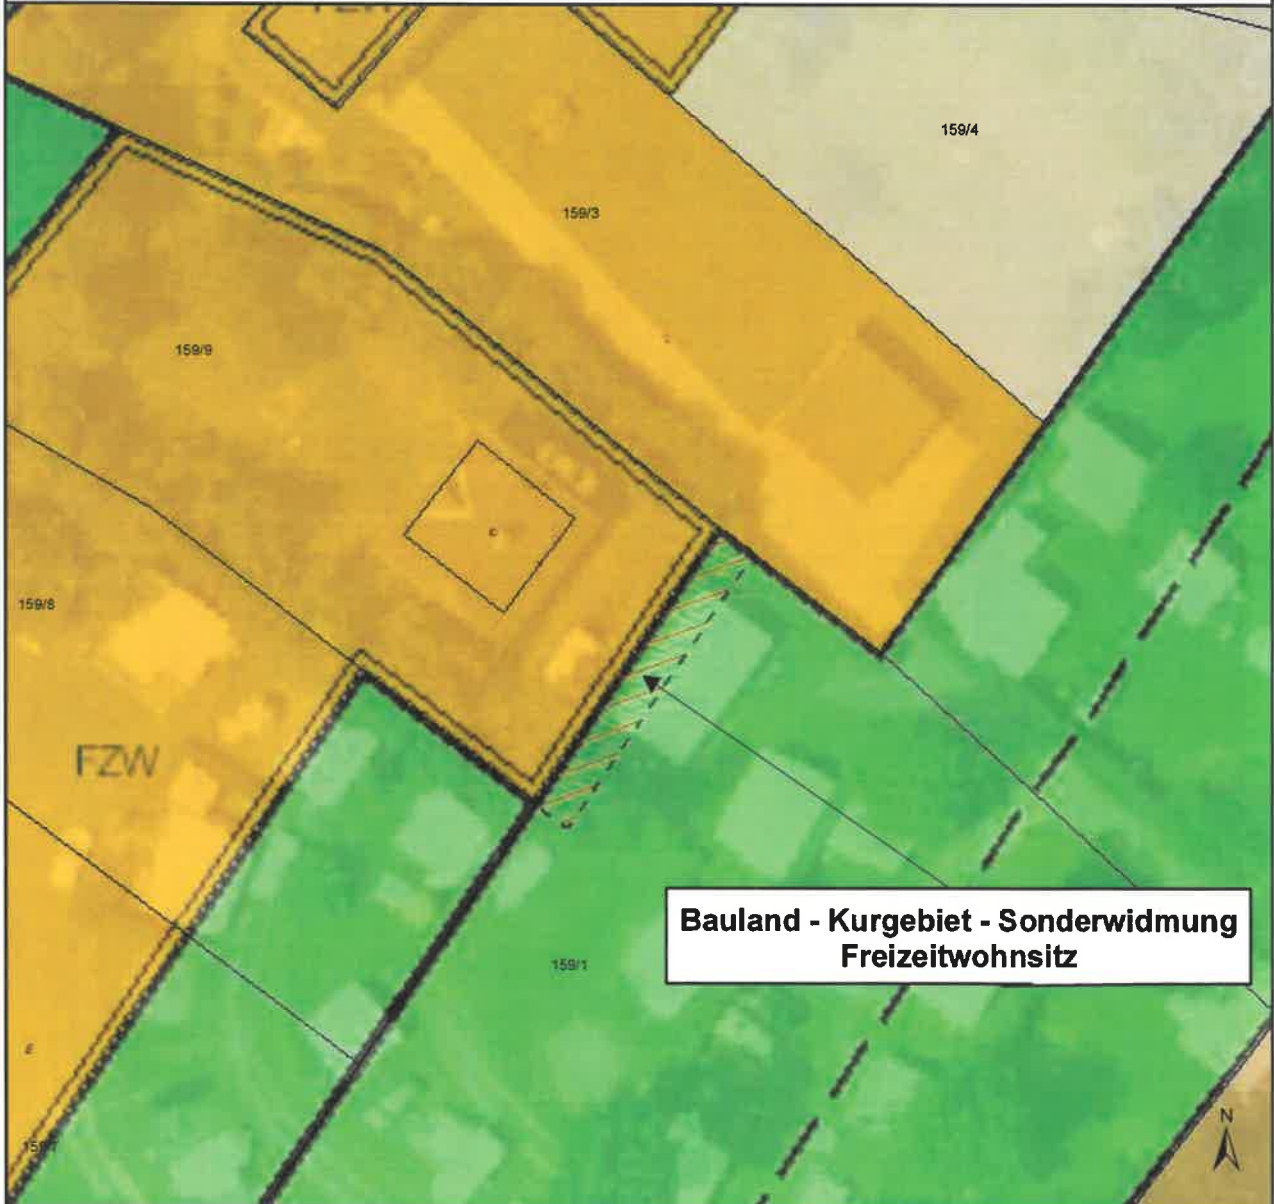 159/4
159/3
159/9
159/8
FZW
Bauland - Kurgebiet - Sonderwidmung
Freizeitwohnsitz
159/1
N